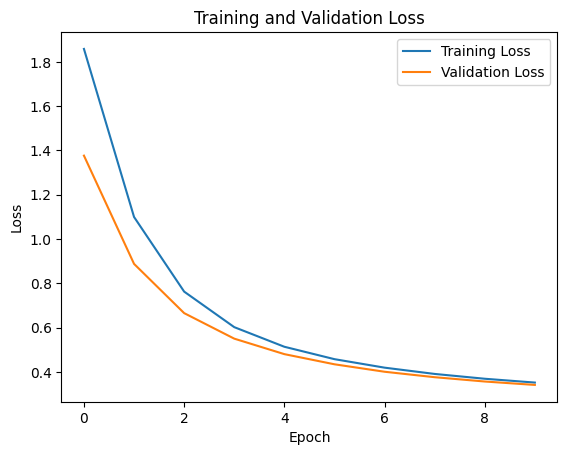 Training and Validation Loss
Training Loss
Validation Loss
1.8
1.6
1.4
1.2
1.0
0.8
0.6
0.4
Loss
0 2 4 6 8
Epoch